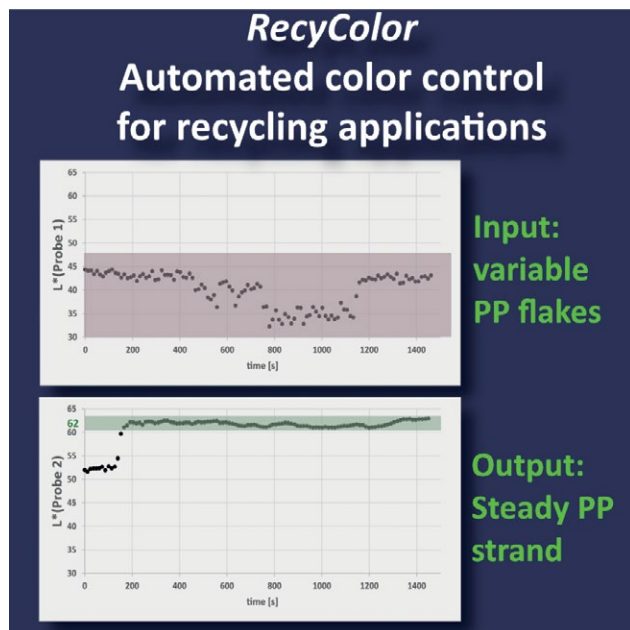 RecyColor
Automated color control
for recycling applications
65
60
55
50
45
40
35
30
L*(Probe 1)
0 200 400 600 800 1000 1200 1400
time [s]
Input:
variable
PP flakes
65
62
60
55
50
45
40
35
30
L*(Probe 2)
0 200 400 600 800 1000 1200 1400
time [s]
Output:
Steady PP
strand